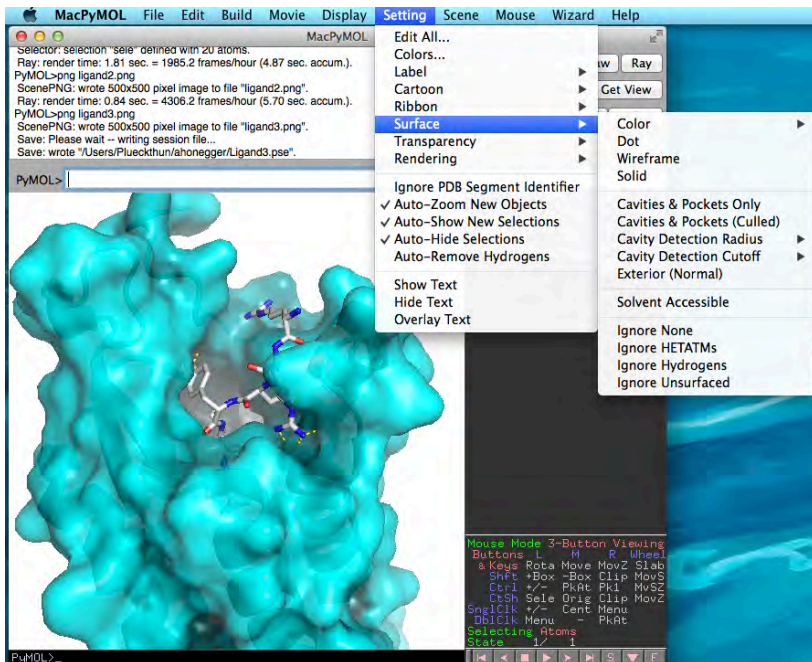 MacPyMOL File Edit Build Movie Display Setting Scene Mouse Wizard Help
MacPyMOL
Selector: selection "sele" defined with 20 atoms.
Ray: render time: 1.81 sec. = 1985.2 frames/hour (4.87 sec. accum.).
PyMOL>png ligand2.png
ScenePNG: wrote 500x500 pixel image to file "ligand2.png".
Ray: render time: 0.84 sec. = 4306.2 frames/hour (5.70 sec. accum.).
PyMOL>png ligand3.png
ScenePNG: wrote 500x500 pixel image to file "ligand3.png".
Save: Please wait -- writing session file...
Save: wrote "/Users/Plueckthun/ahonegger/Ligand3.pse".
PyMOL>
Ray
Get View
Edit All...
Colors...
Label
Cartoon
Ribbon
Surface
Transparency
Rendering
Ignore PDB Segment Identifier
✓ Auto-Zoom New Objects
✓ Auto-Show New Selections
✓ Auto-Hide Selections
Auto-Remove Hydrogens
Show Text
Hide Text
Overlay Text
Color
Dot
Wireframe
Solid
Cavities & Pockets Only
Cavities & Pockets (Culled)
Cavity Detection Radius
Cavity Detection Cutoff
Exterior (Normal)
Solvent Accessible
Ignore None
Ignore HETATMs
Ignore Hydrogens
Ignore Unsurfaced
Mouse Mode 3-Button Viewing
Buttons L M R Wheel
& Keys Rota Move MovZ Slab
Shft +Box -Box Clip MovS
Ctrl +/- PkAt Pk1 MvSZ
CtSh Sele Orig Clip MovZ
SnglClk +/- Cent Menu
DblClk Menu - PkAt
Selecting Atoms
State 1/ 1
PyMOL>_
S F